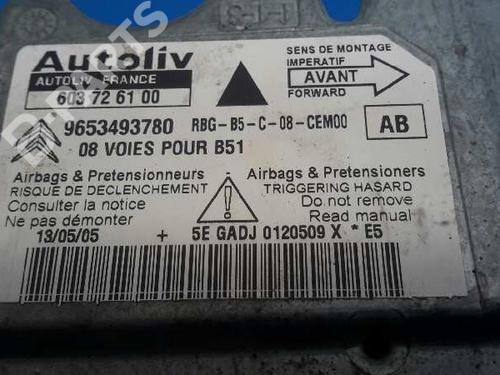 Autoliv
AUTOLIV FRANCE
603 72 61 00
SENS DE MONTAGE
IMPERATIF
AVANT
FORWARD
9653493780 RBG-B5-C-08-CEM00 AB
08 VOIES POUR B51
Airbags & Pretensionneurs
RISQUE DE DECLENCHEMENT
Consulter la notice
Ne pas démonter
Airbags & Pretensioners
TRIGGERING HASARD
Do not remove
Read manual
13/05/05 + 5E GADJ 0120509 X * E5